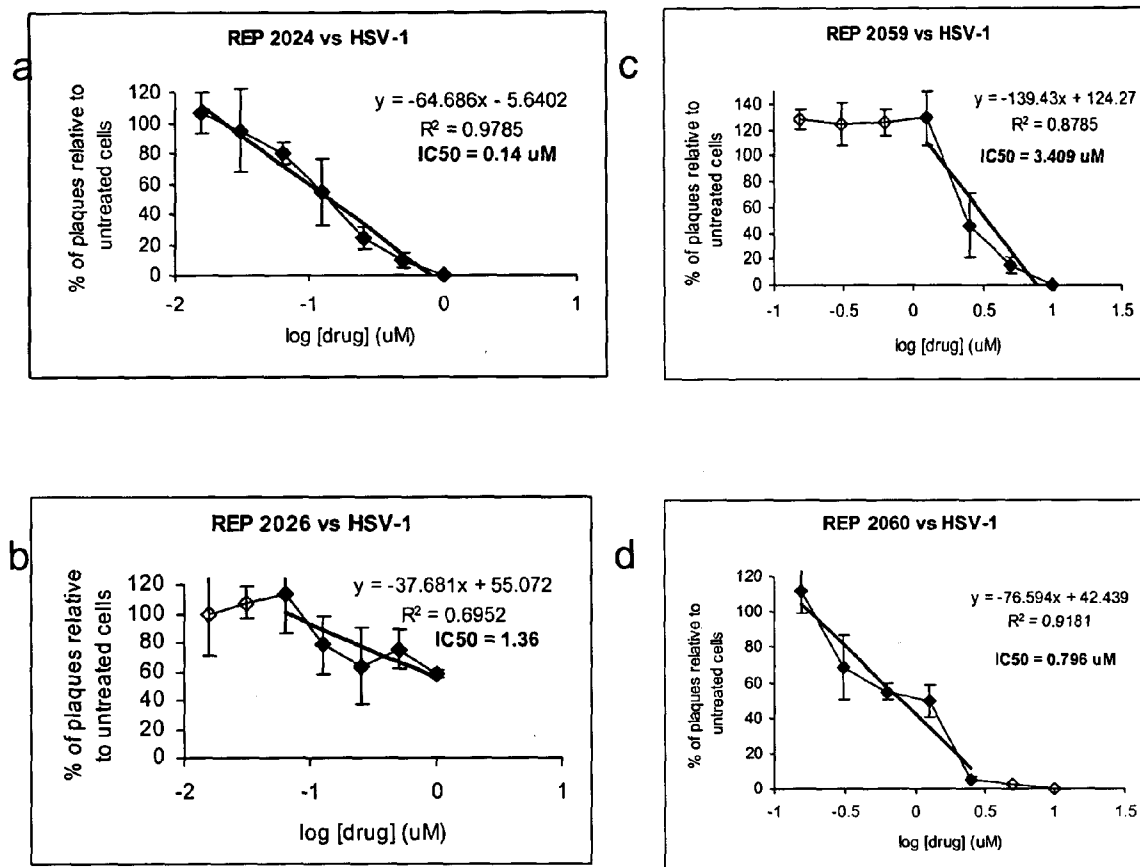 a
REP 2024 vs HSV-1
% of plaques relative to
untreated cells
120
100
80
60
40
20
0
y = -64.686x - 5.6402
R² = 0.9785
IC50 = 0.14 uM
-2
-1
0
1
log [drug] (uM)
c
REP 2059 vs HSV-1
% of plaques relative to
untreated cells
140
120
100
80
60
40
20
0
y = -139.43x + 124.27
R² = 0.8785
IC50 = 3.409 uM
-1
-0.5
0
0.5
1
1.5
log [drug] (uM)
b
REP 2026 vs HSV-1
% of plaques relative
to untreated cells
120
100
80
60
40
20
0
y = -37.681x + 55.072
R² = 0.6952
IC50 = 1.36
-2
-1
0
1
log [drug] (uM)
d
REP 2060 vs HSV-1
% of plaques relative to
untreated cells
120
100
80
60
40
20
0
y = -76.594x + 42.439
R² = 0.9181
IC50 = 0.796 uM
-1
-0.5
0
0.5
1
1.5
log [drug] (uM)